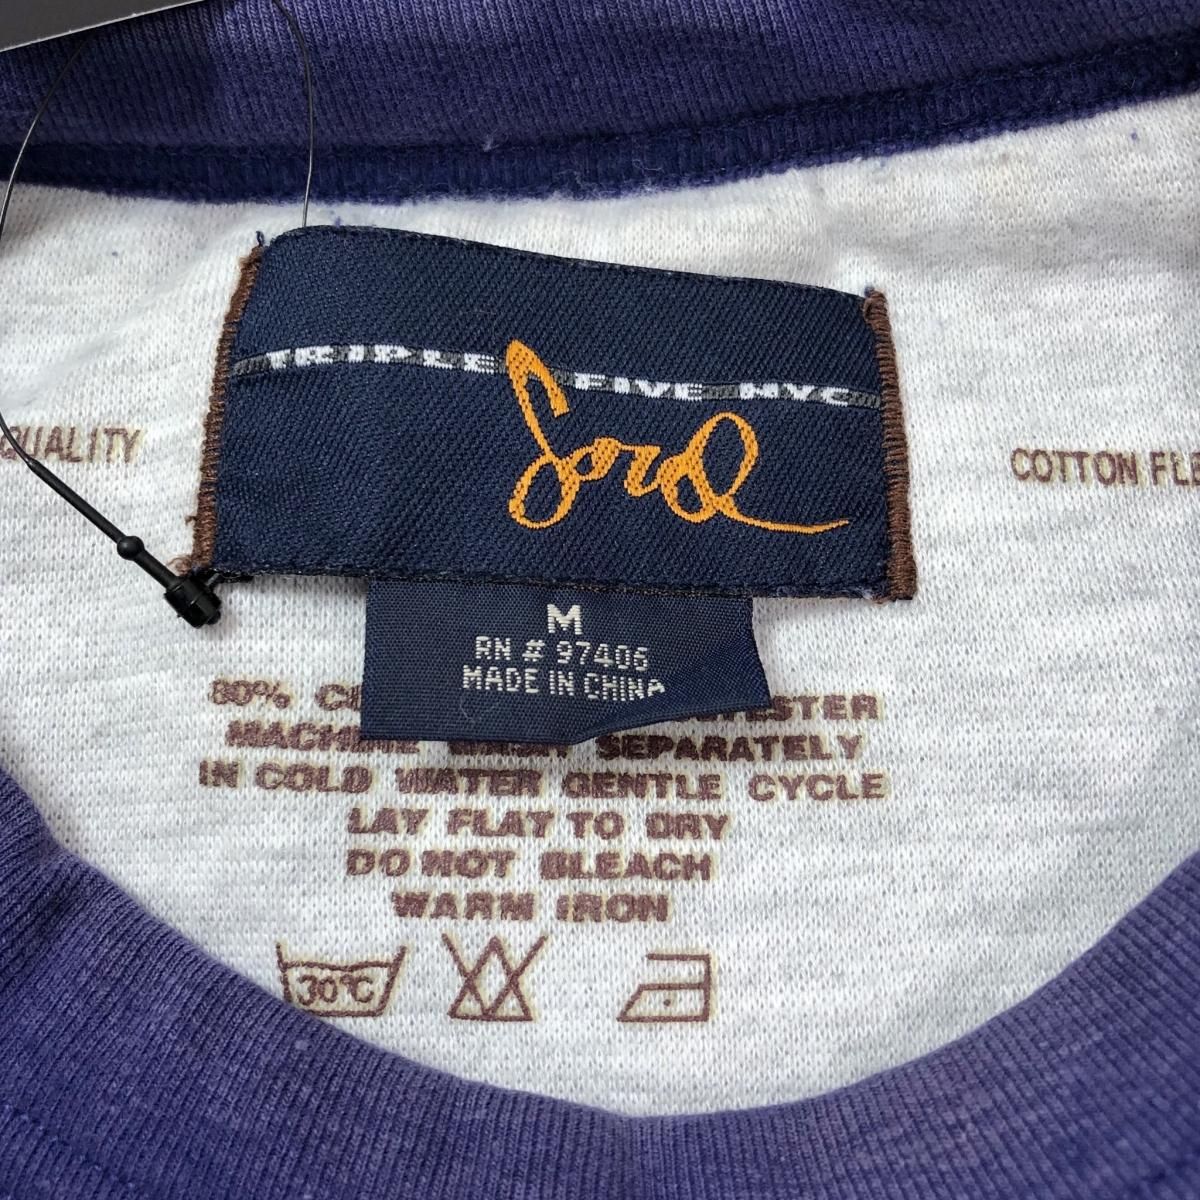 TRIPLE FIVE NYC
QUALITY
COTTON FLE
M
RN # 97406
MADE IN CHINA
80% C
MACHINE WASH SEPARATELY
IN COLD WATER GENTLE CYCLE
LAY FLAT TO DRY
DO NOT BLEACH
WARM IRON
30°C